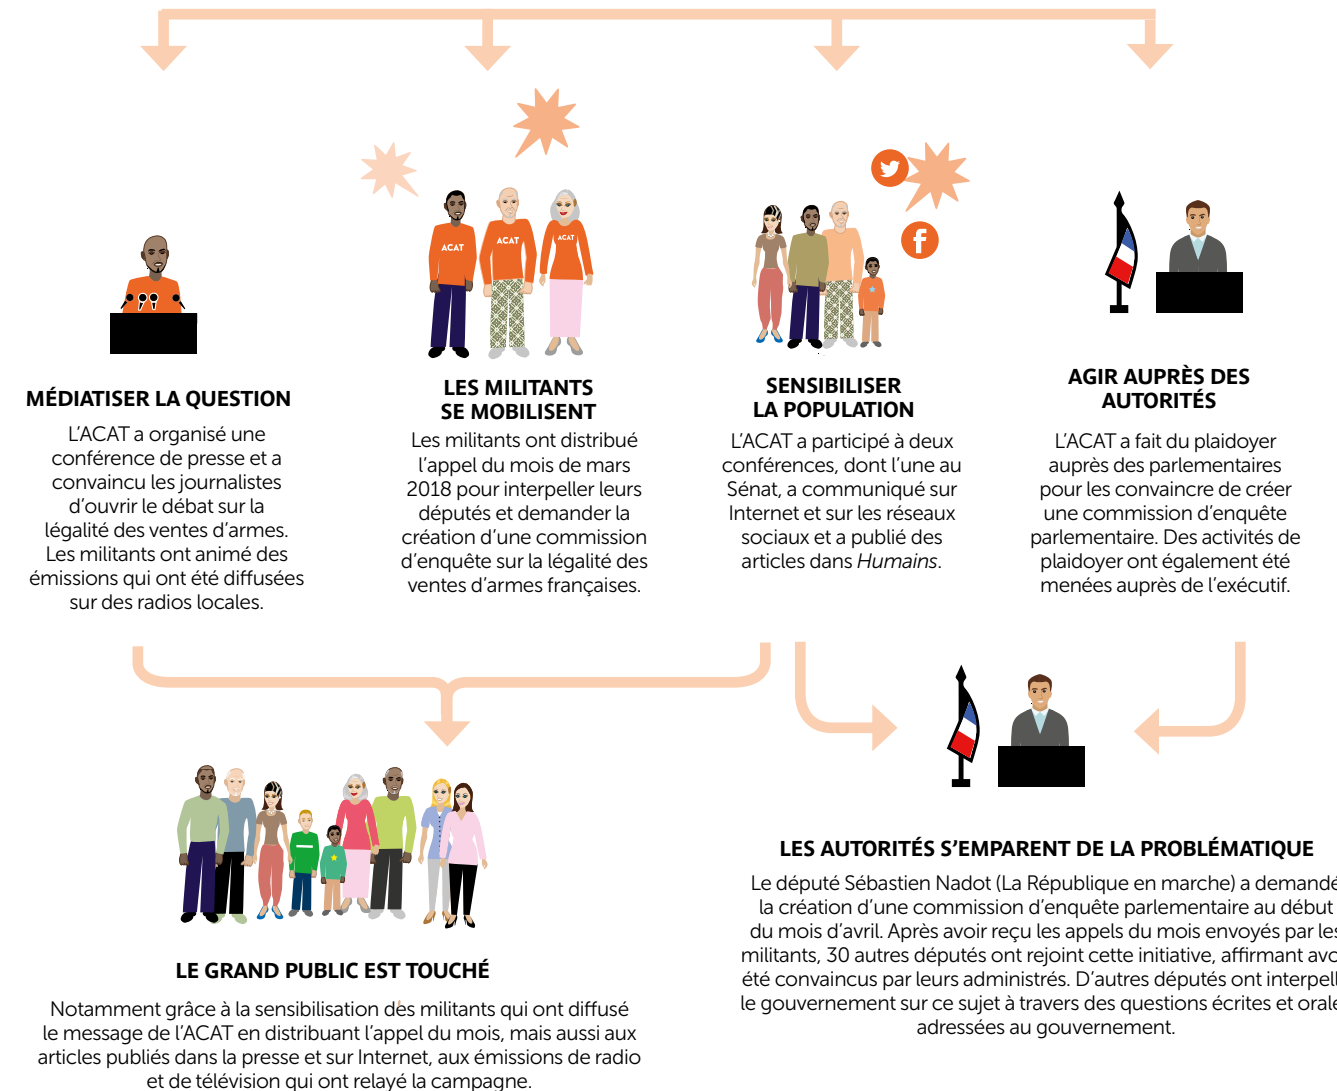 ACAT
ACAT
ACAT
MÉDIATISER LA QUESTION
L’ACAT a organisé une
conférence de presse et a
convaincu les journalistes
d’ouvrir le débat sur la
légalité des ventes d’armes.
Les militants ont animé des
émissions qui ont été diffusées
sur des radios locales.
LES MILITANTS
SE MOBILISENT
Les militants ont distribué
l’appel du mois de mars
2018 pour interpeller leurs
députés et demander la
création d’une commission
d’enquête sur la légalité des
ventes d’armes françaises.
SENSIBILISER
LA POPULATION
L’ACAT a participé à deux
conférences, dont l’une au
Sénat, a communiqué sur
Internet et sur les réseaux
sociaux et a publié des
articles dans Humains.
AGIR AUPRÈS DES
AUTORITÉS
L’ACAT a fait du plaidoyer
auprès des parlementaires
pour les convaincre de créer
une commission d’enquête
parlementaire. Des activités de
plaidoyer ont également été
menées auprès de l’exécutif.
LE GRAND PUBLIC EST TOUCHÉ
Notamment grâce à la sensibilisation des militants qui ont diffusé
le message de l’ACAT en distribuant l’appel du mois, mais aussi aux
articles publiés dans la presse et sur Internet, aux émissions de radio
et de télévision qui ont relayé la campagne.
LES AUTORITÉS S’EMPARENT DE LA PROBLÉMATIQUE
Le député Sébastien Nadot (La République en marche) a demandé
la création d’une commission d’enquête parlementaire au début
du mois d’avril. Après avoir reçu les appels du mois envoyés par les
militants, 30 autres députés ont rejoint cette initiative, affirmant avo
été convaincus par leurs administrés. D’autres députés ont interpell
le gouvernement sur ce sujet à travers des questions écrites et orale
adressées au gouvernement.